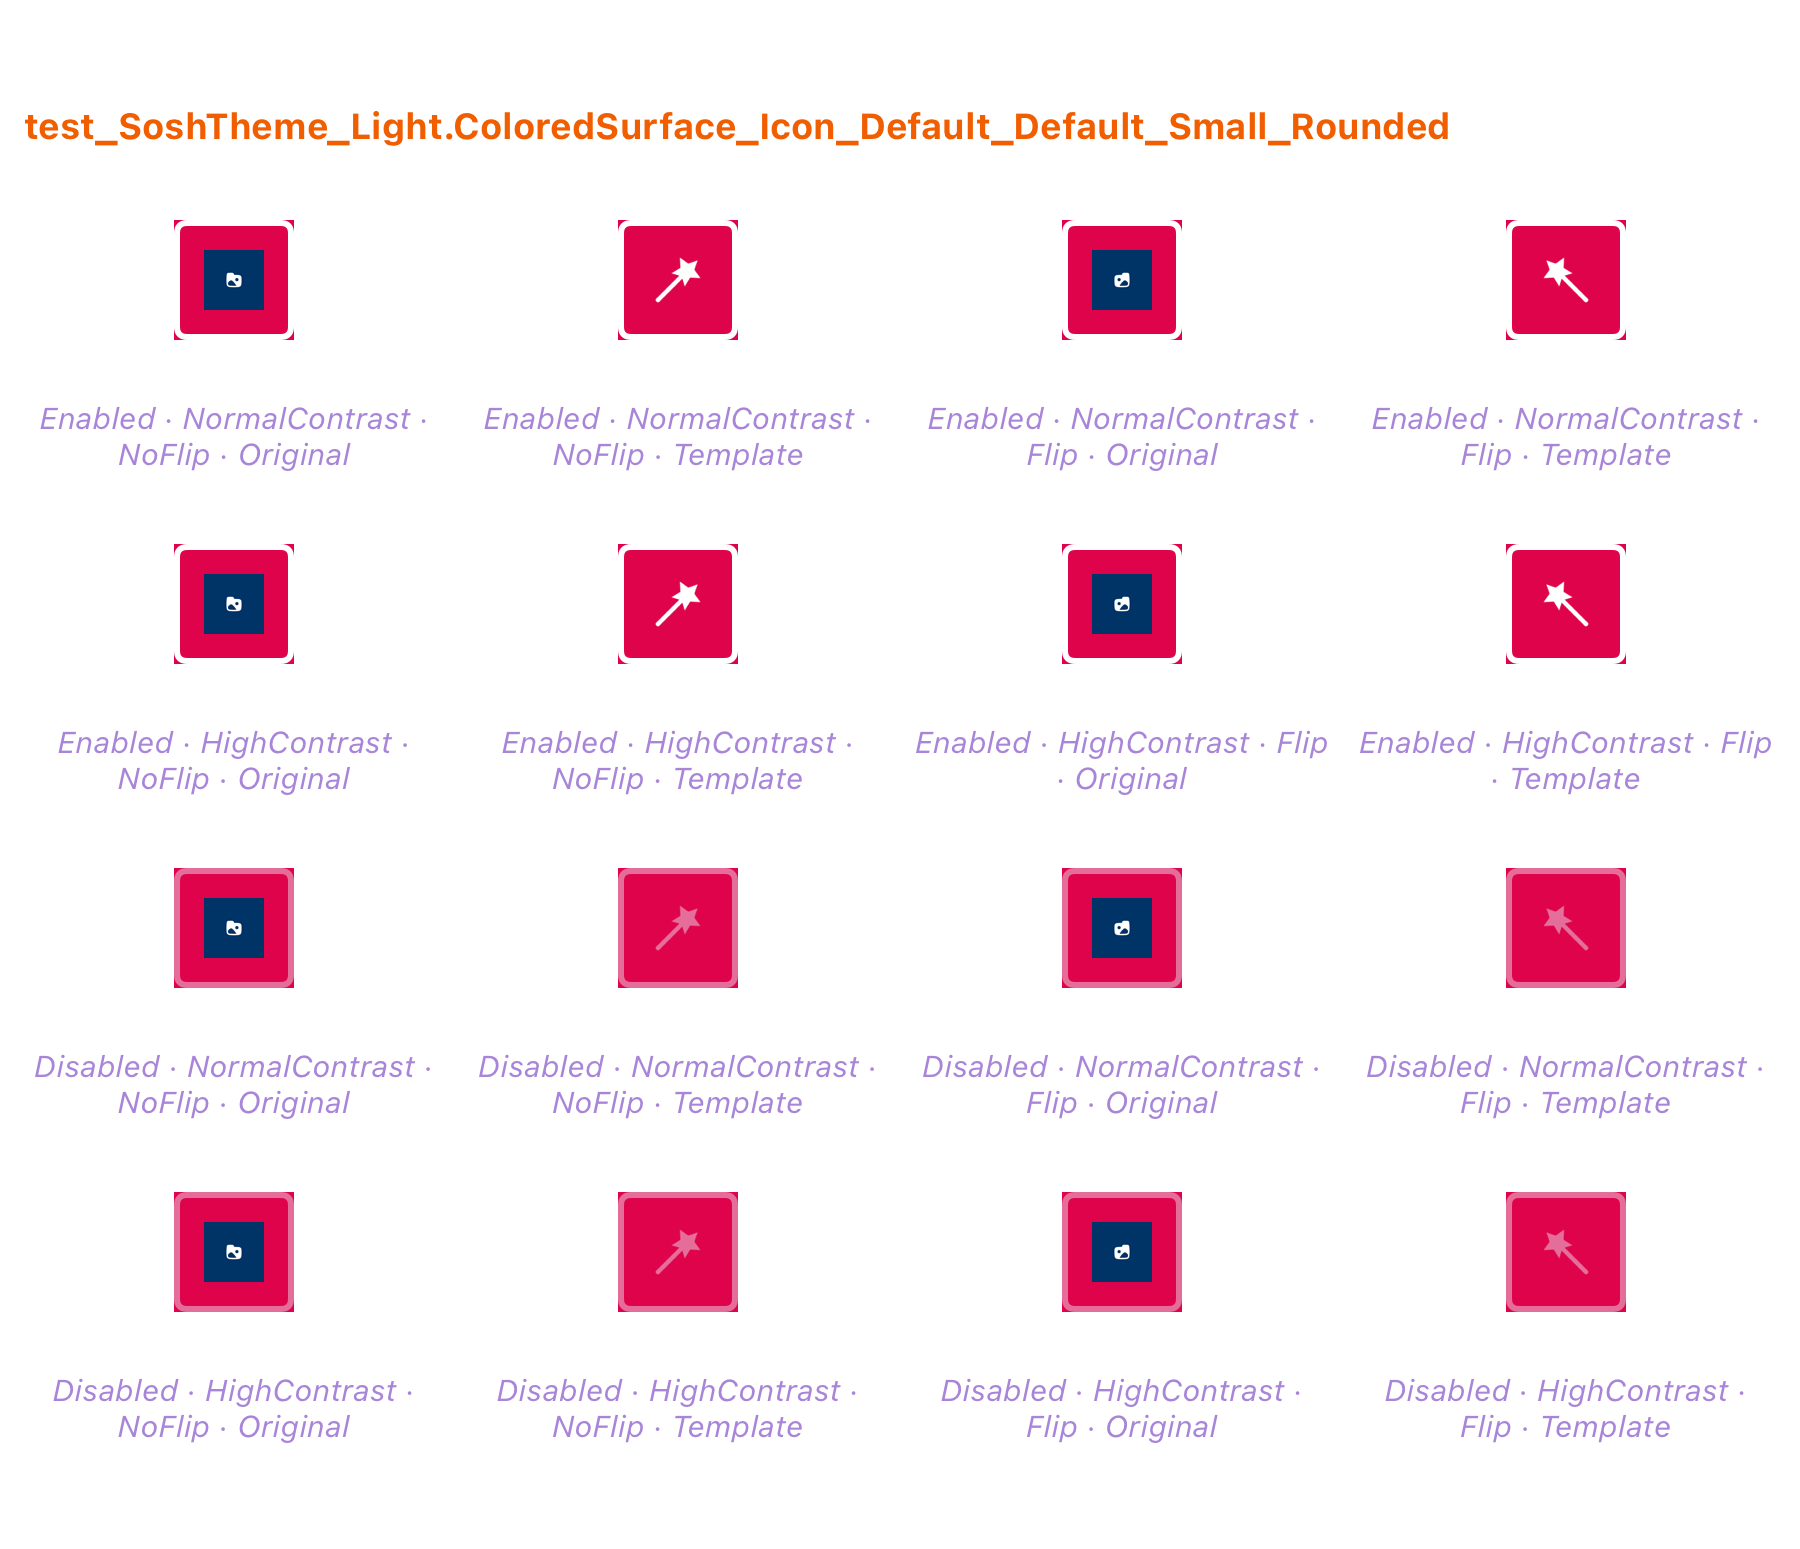 test_SoshTheme_Light.ColoredSurface_Icon_Default_Default_Small_Rounded
Enabled · NormalContrast ·
NoFlip · Original
Enabled · NormalContrast ·
NoFlip · Template
Enabled · NormalContrast ·
Flip · Original
Enabled · NormalContrast ·
Flip · Template
Enabled · HighContrast ·
NoFlip · Original
Enabled · HighContrast ·
NoFlip · Template
Enabled · HighContrast · Flip
· Original
Enabled · HighContrast · Flip
· Template
Disabled · NormalContrast ·
NoFlip · Original
Disabled · NormalContrast ·
NoFlip · Template
Disabled · NormalContrast ·
Flip · Original
Disabled · NormalContrast ·
Flip · Template
Disabled · HighContrast ·
NoFlip · Original
Disabled · HighContrast ·
NoFlip · Template
Disabled · HighContrast ·
Flip · Original
Disabled · HighContrast ·
Flip · Template